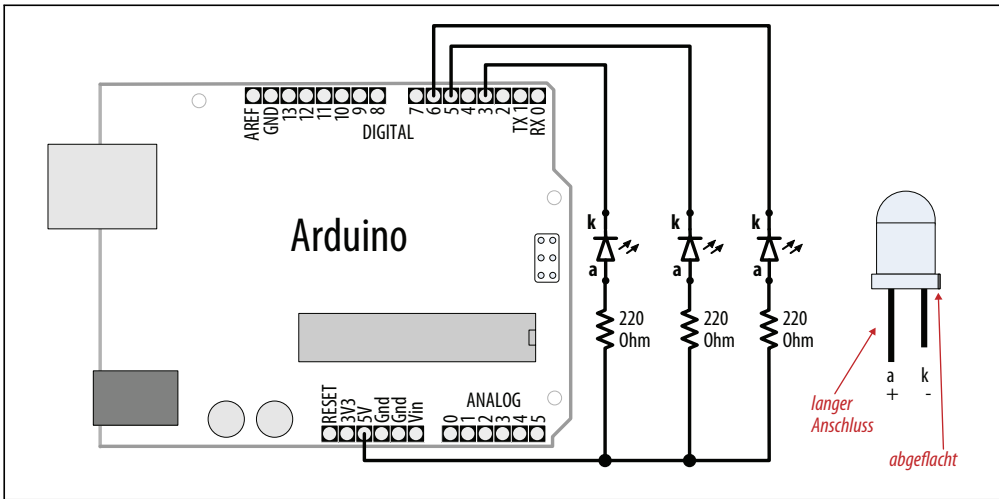 AREF
GND
13
12
11
10
9
8
7
6
5
4
3
2
TX 1
RX 0
DIGITAL
Arduino
k
k
k
a
a
a
220
Ohm
220
Ohm
220
Ohm
RESET
3V3
5V
Gnd
Gnd
Vin
ANALOG
0
1
2
3
4
5
a
+
k
-
langer
Anschluss
abgeflacht